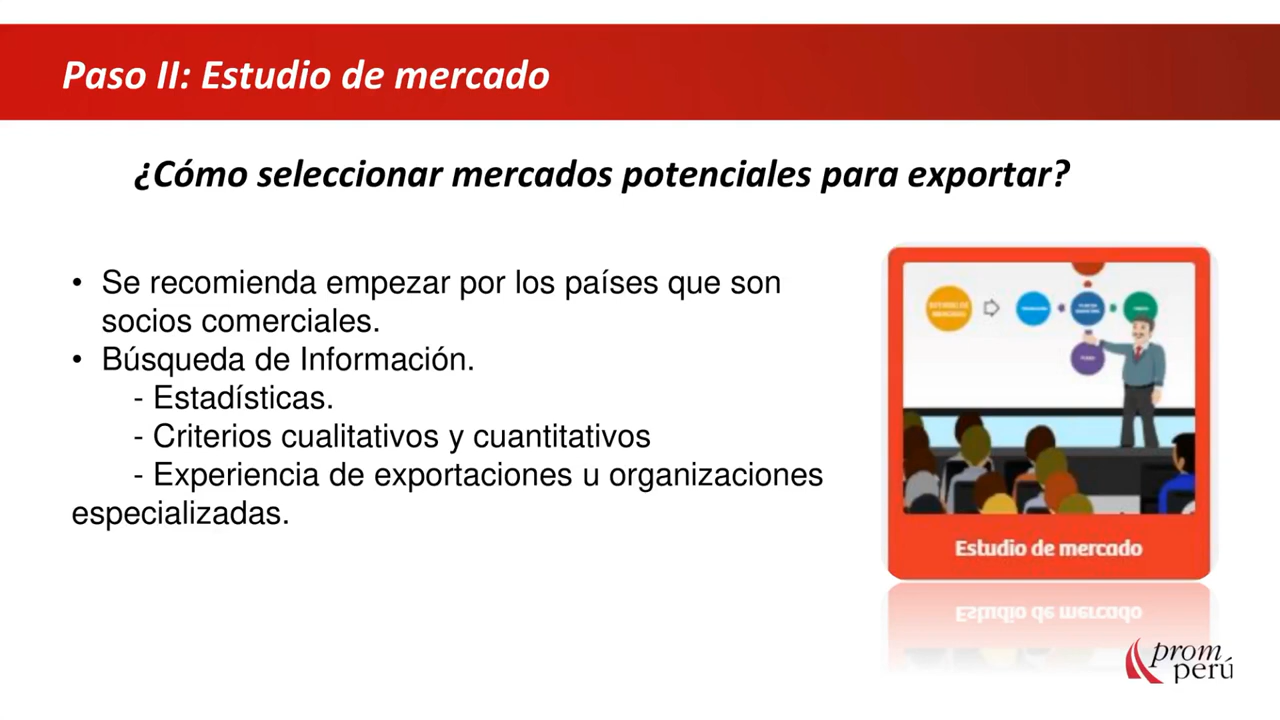 Paso II: Estudio de mercado
¿Cómo seleccionar mercados potenciales para exportar?
• Se recomienda empezar por los países que son
socios comerciales.
• Búsqueda de Información.
- Estadísticas.
- Criterios cualitativos y cuantitativos
- Experiencia de exportaciones u organizaciones
especializadas.
Estudio de mercado
prom
perú